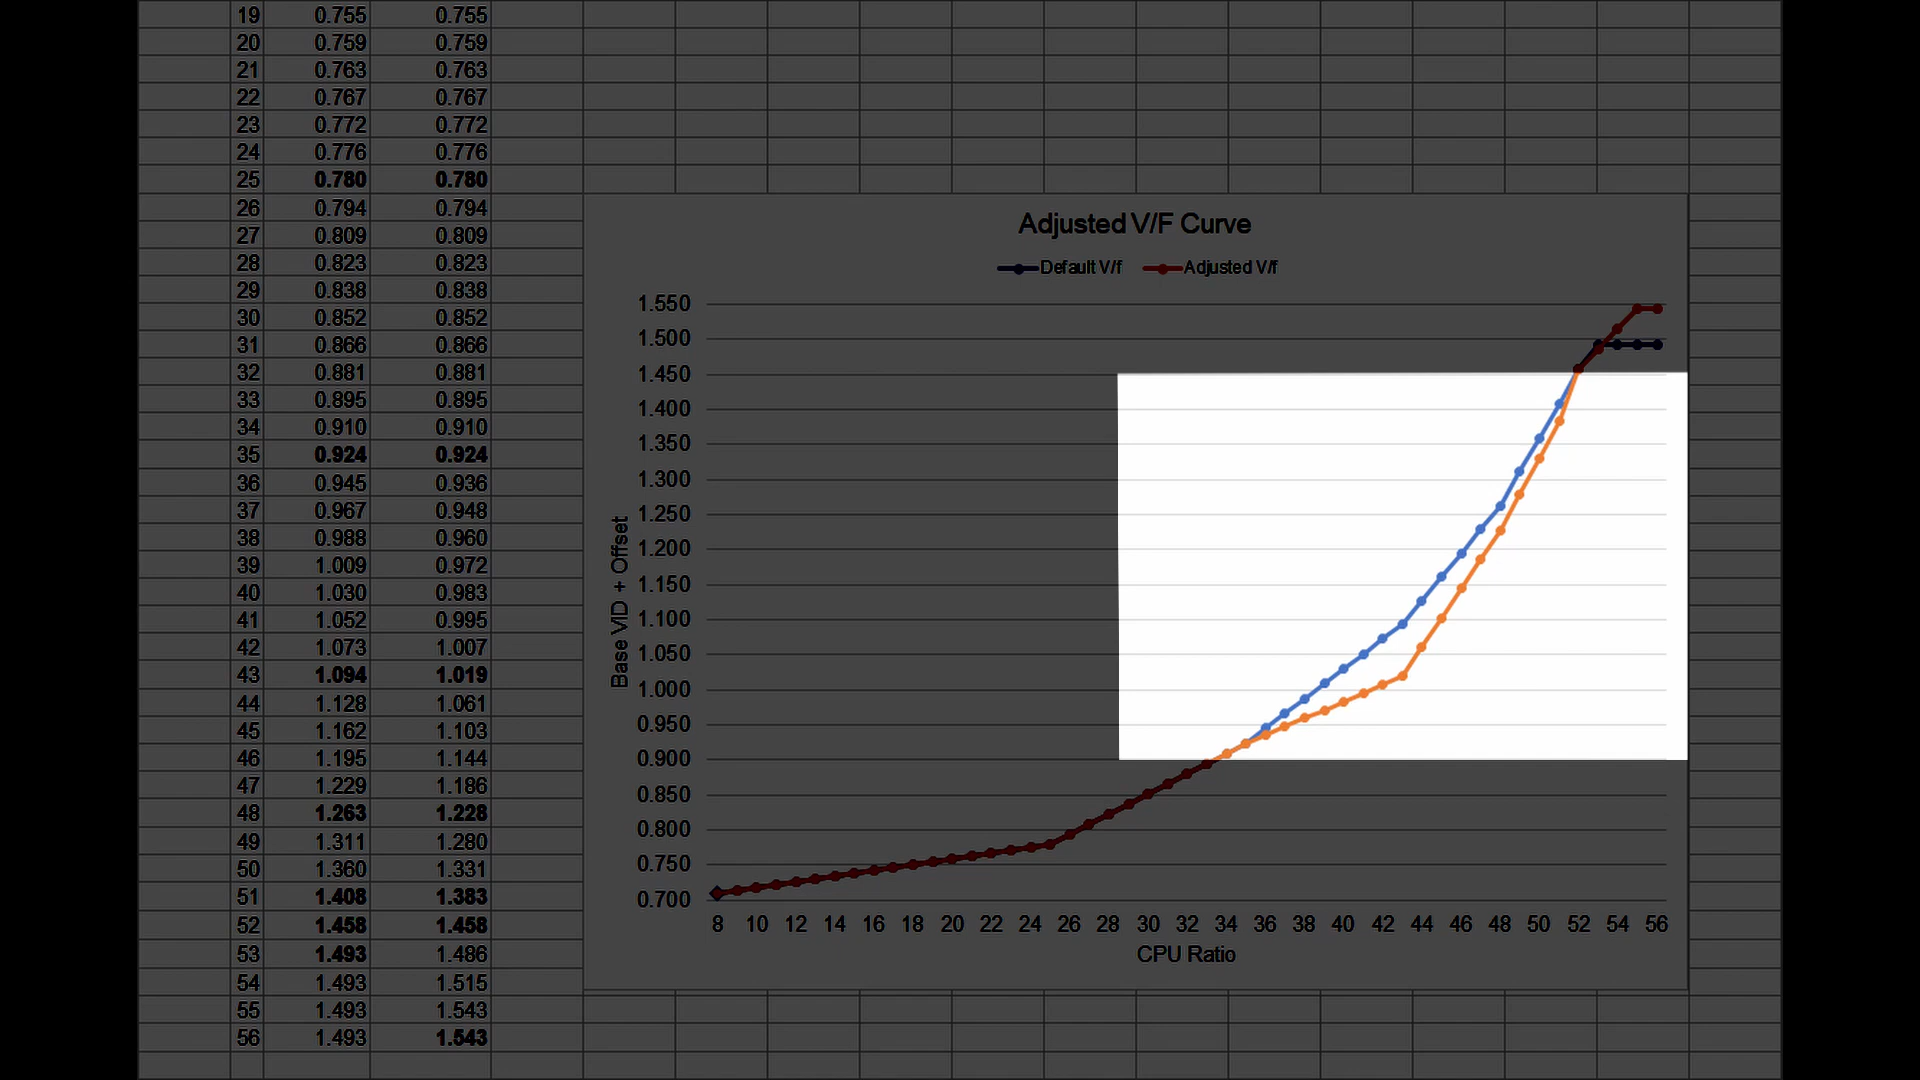 19 0.755 0.755
20 0.759 0.759
21 0.763 0.763
22 0.767 0.767
23 0.772 0.772
24 0.776 0.776
25 0.780 0.780
26 0.794 0.794
27 0.809 0.809
28 0.823 0.823
29 0.838 0.838
30 0.852 0.852
31 0.866 0.866
32 0.881 0.881
33 0.895 0.895
34 0.910 0.910
35 0.924 0.924
36 0.945 0.936
37 0.967 0.948
38 0.988 0.960
39 1.009 0.972
40 1.030 0.983
41 1.052 0.995
42 1.073 1.007
43 1.094 1.019
44 1.128 1.061
45 1.162 1.103
46 1.195 1.144
47 1.229 1.186
48 1.263 1.228
49 1.311 1.280
50 1.360 1.331
51 1.408 1.383
52 1.458 1.458
53 1.493 1.486
54 1.493 1.515
55 1.493 1.543
56 1.493 1.543
Adjusted V/F Curve
Default V/f Adjusted V/f
1.550
1.500
1.450
1.400
1.350
1.300
1.250
1.200
1.150
1.100
1.050
1.000
0.950
0.900
0.850
0.800
0.750
0.700
Base VID + Offset
8 10 12 14 16 18 20 22 24 26 28 30 32 34 36 38 40 42 44 46 48 50 52 54 56
CPU Ratio